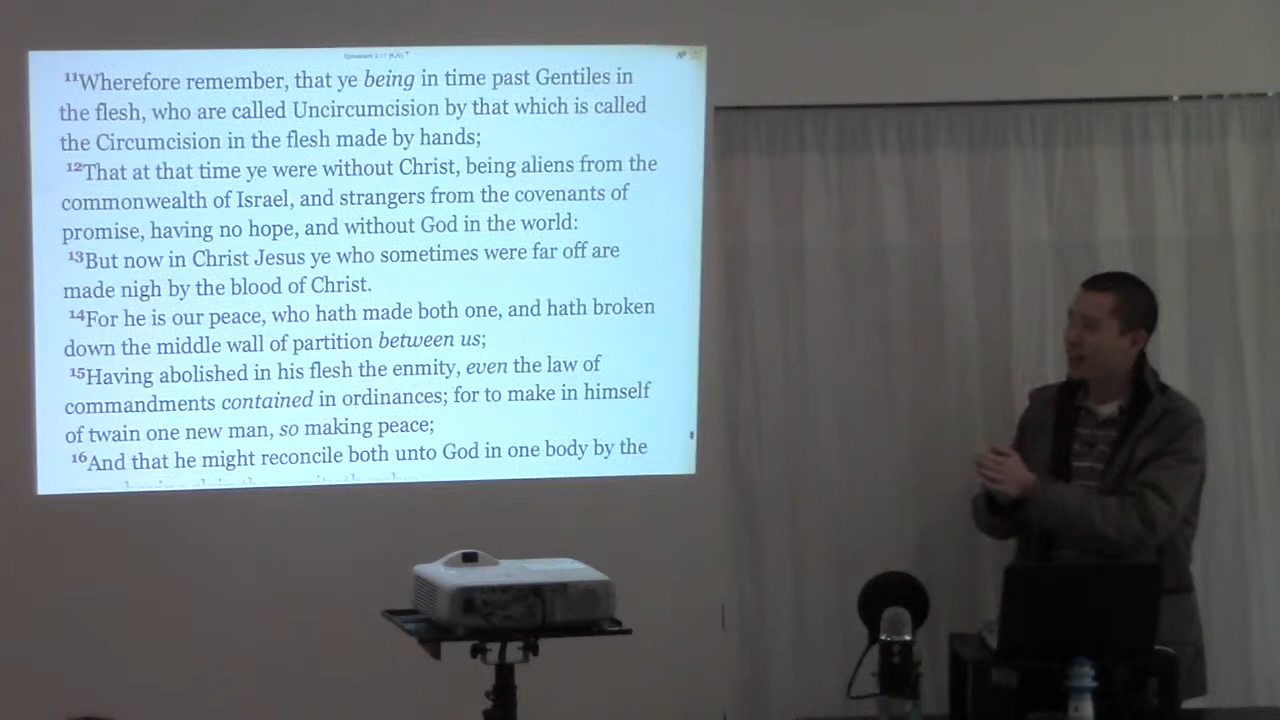 Ephesians 2:11 (KJV)
¹¹Wherefore remember, that ye being in time past Gentiles in
the flesh, who are called Uncircumcision by that which is called
the Circumcision in the flesh made by hands;
¹²That at that time ye were without Christ, being aliens from the
commonwealth of Israel, and strangers from the covenants of
promise, having no hope, and without God in the world:
¹³But now in Christ Jesus ye who sometimes were far off are
made nigh by the blood of Christ.
¹⁴For he is our peace, who hath made both one, and hath broken
down the middle wall of partition between us;
¹⁵Having abolished in his flesh the enmity, even the law of
commandments contained in ordinances; for to make in himself
of twain one new man, so making peace;
¹⁶And that he might reconcile both unto God in one body by the